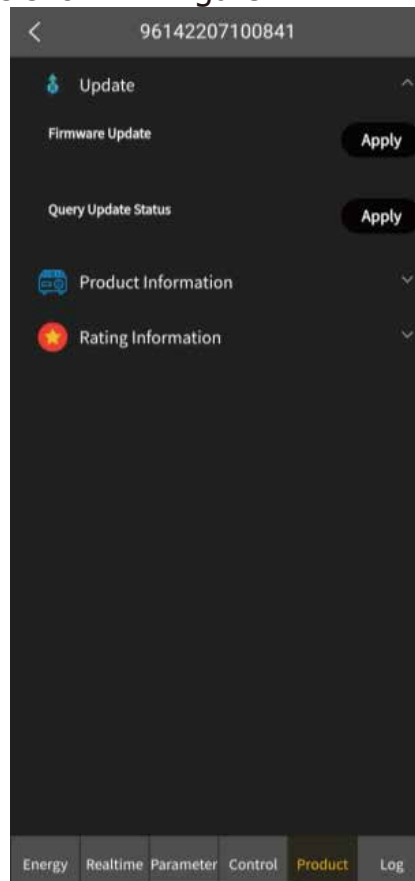 96142207100841
Update
Firmware Update
Apply
Query Update Status
Apply
Product Information
Rating Information
Energy Realtime Parameter Control Product Log